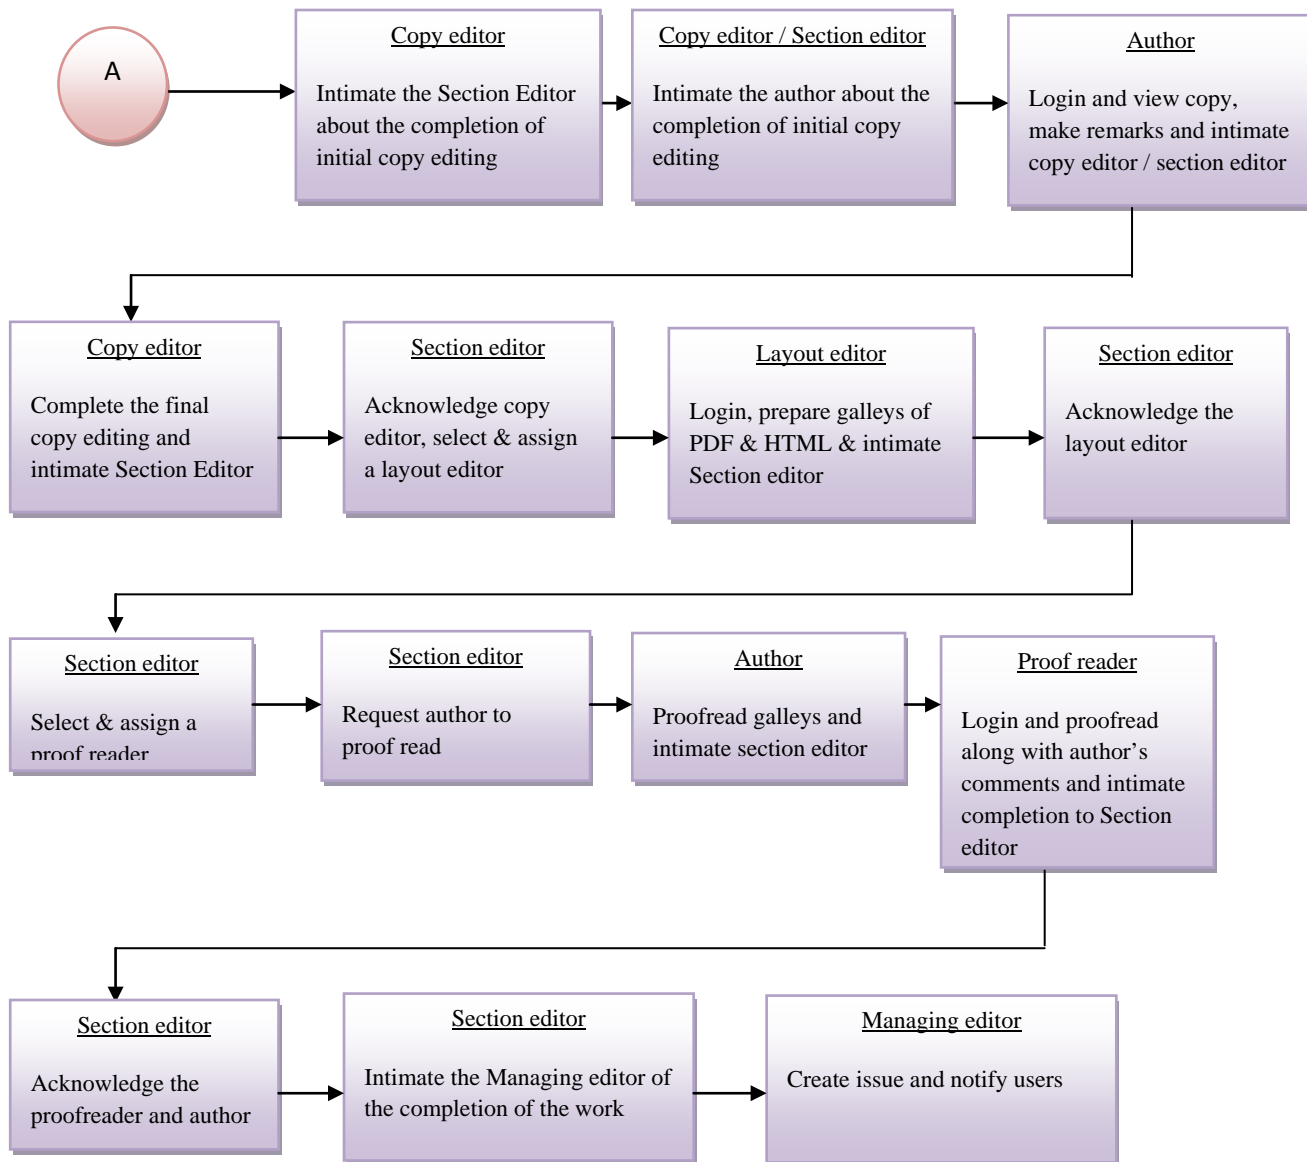 A
Copy editor
Intimate the Section Editor
about the completion of
initial copy editing
Copy editor / Section editor
Intimate the author about the
completion of initial copy
editing
Author
Login and view copy,
make remarks and intimate
copy editor / section editor
Copy editor
Complete the final
copy editing and
intimate Section Editor
Section editor
Acknowledge copy
editor, select & assign
a layout editor
Layout editor
Login, prepare galleys of
PDF & HTML & intimate
Section editor
Section editor
Acknowledge the
layout editor
Section editor
Select & assign a
proof reader
Section editor
Request author to
proof read
Author
Proofread galleys and
intimate section editor
Proof reader
Login and proofread
along with author’s
comments and intimate
completion to Section
editor
Section editor
Acknowledge the
proofreader and author
Section editor
Intimate the Managing editor of
the completion of the work
Managing editor
Create issue and notify users